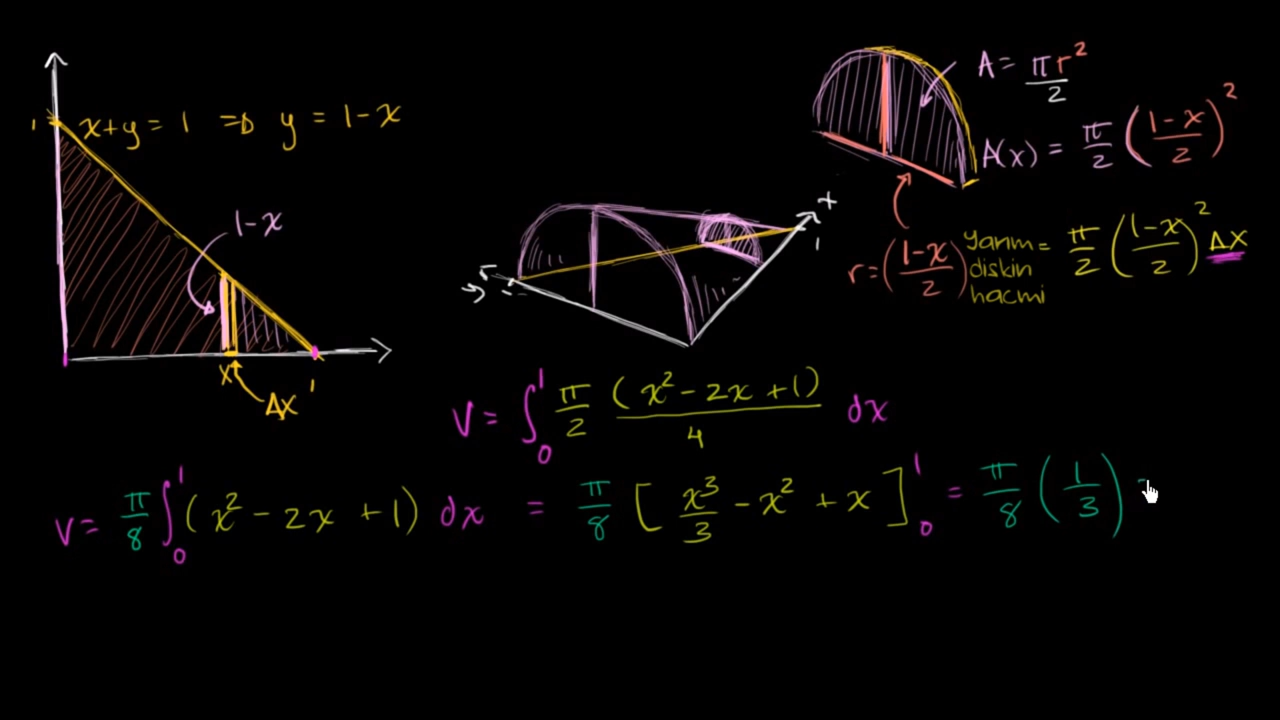 1
x+y = 1 ⇒ y = 1-x
1-x
x
1
Δx
y
x
1
A = πr²/2
A(x) = π/2 ((1-x)/2)²
r = ((1-x)/2)
yarım diskin hacmi = π/2 ((1-x)/2)² Δx
V = ∫₀¹ π/2 (x² - 2x + 1)/4 dx
V = π/8 ∫₀¹ (x² - 2x + 1) dx = π/8 [x³/3 - x² + x]₀¹ = π/8 (1/3)